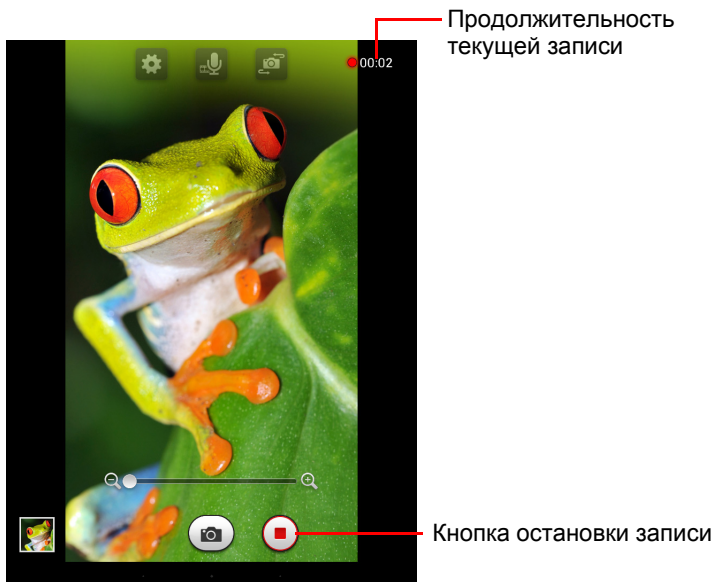 Продолжительность
текущей записи
00:02
Кнопка остановки записи